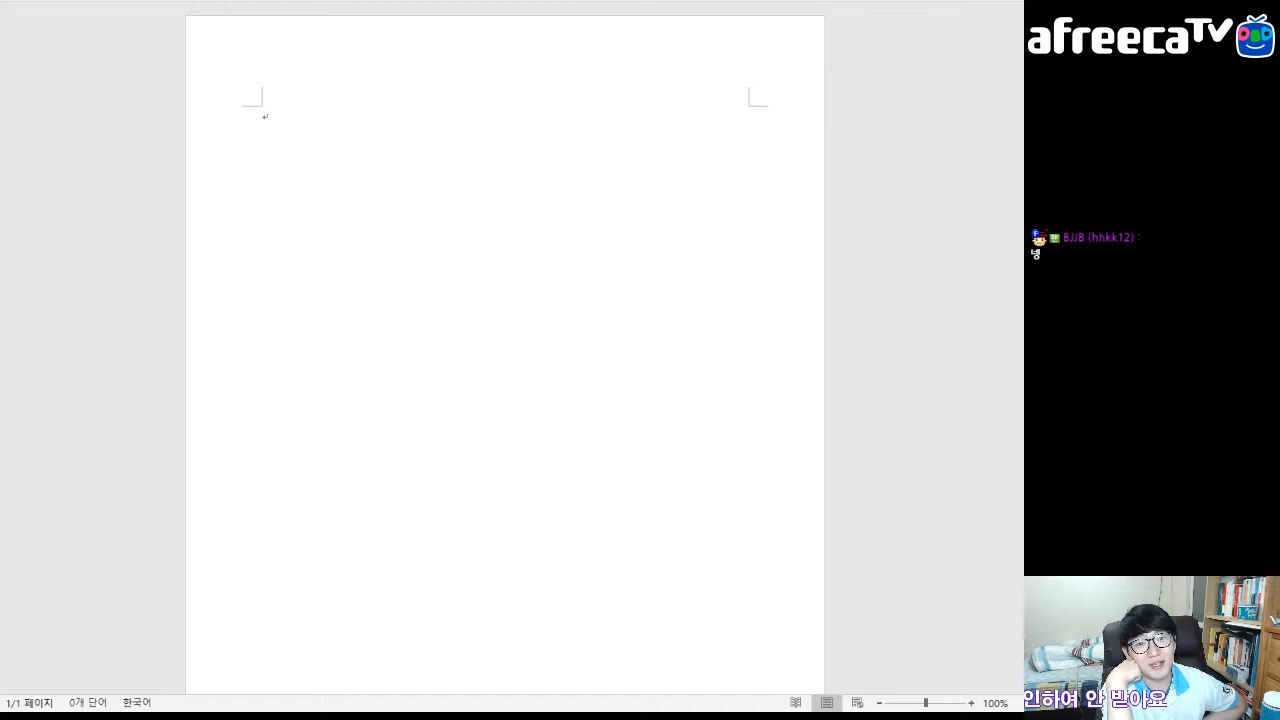 afreecaTV
BJJB (hhkk12) :
넹
인하여 안 받아요
1/1 페이지 0개 단어 한국어
100%